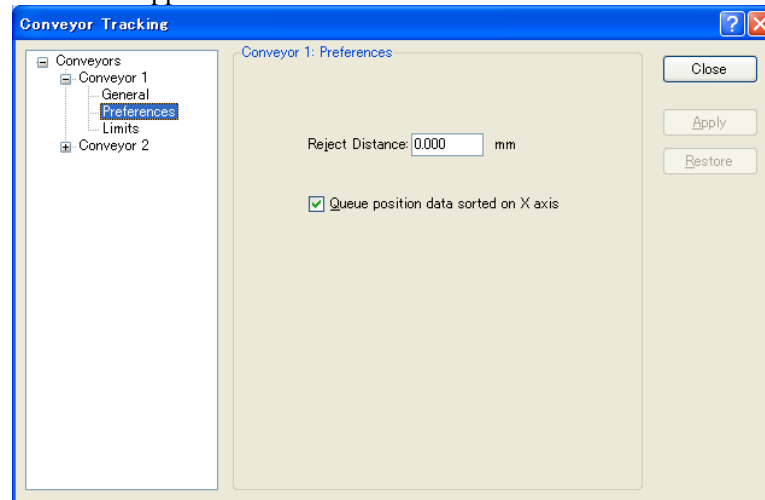 Conveyor Tracking
Conveyors
Conveyor 1
General
Preferences
Limits
Conveyor 2
Conveyor 1: Preferences
Reject Distance: 0.000 mm
Queue position data sorted on X axis
Close
Apply
Restore